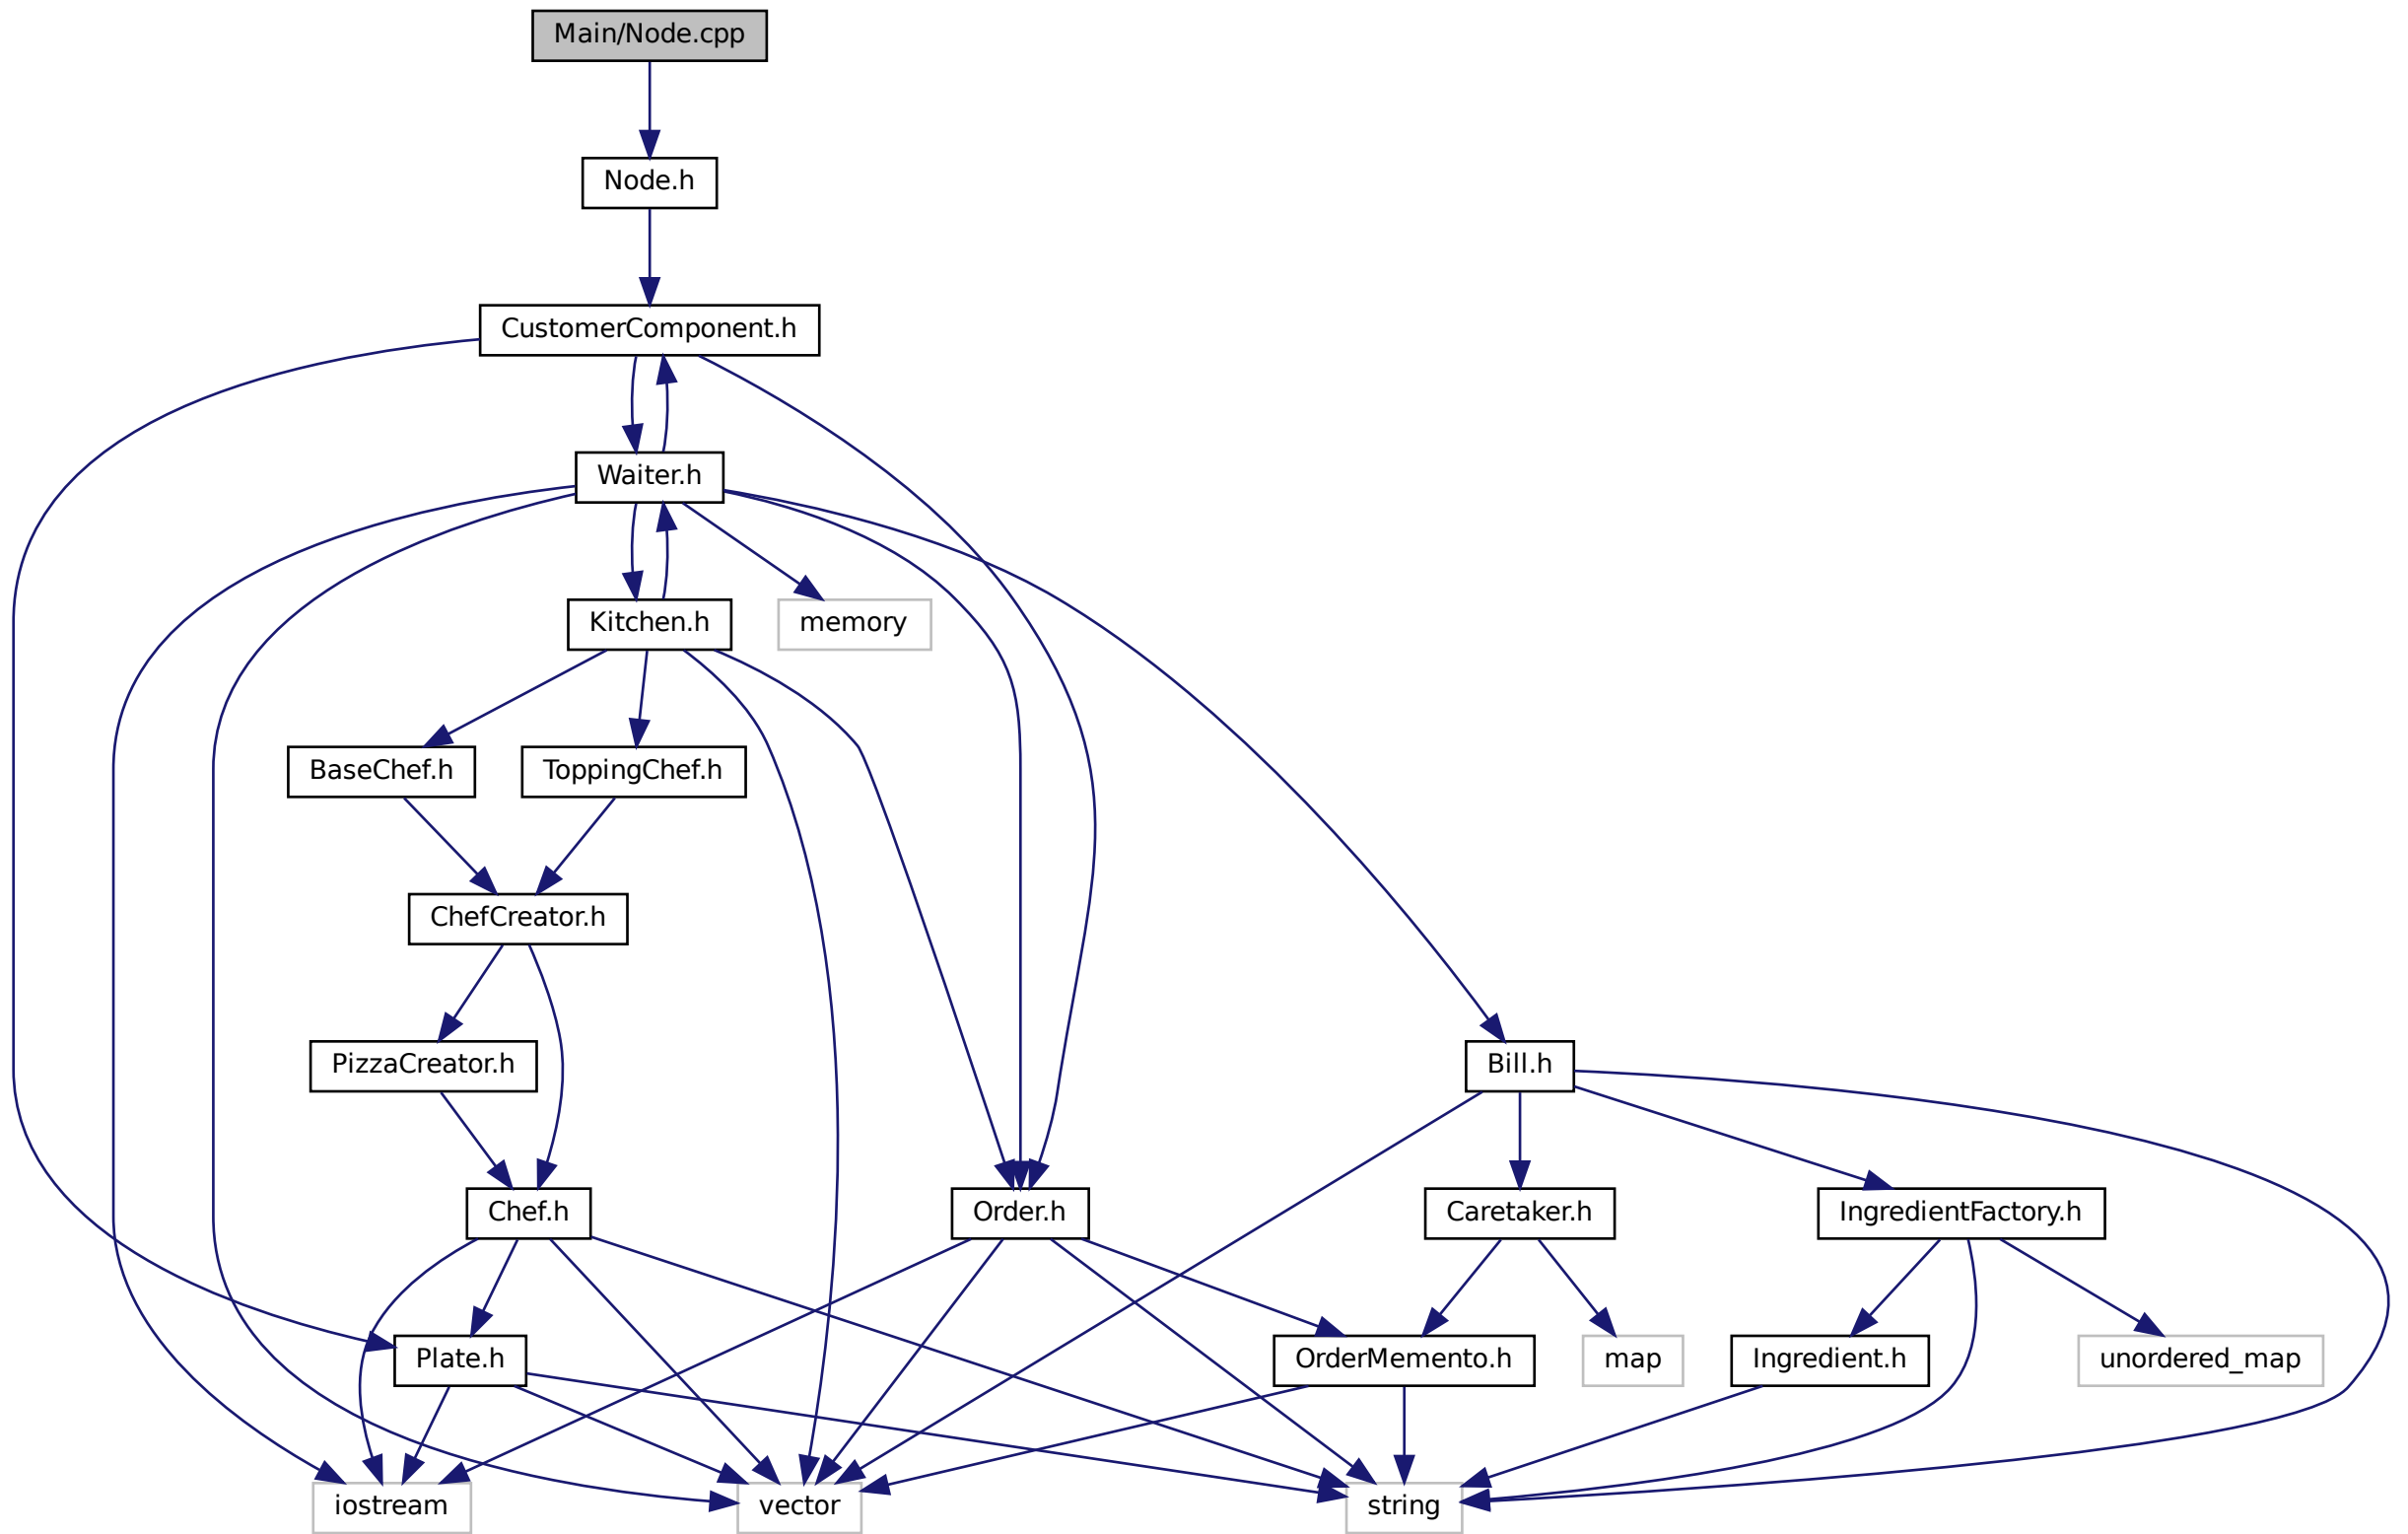 Main/Node.cpp
Node.h
CustomerComponent.h
Waiter.h
Kitchen.h
memory
BaseChef.h
ToppingChef.h
ChefCreator.h
PizzaCreator.h
Bill.h
Chef.h
Order.h
Caretaker.h
IngredientFactory.h
Plate.h
OrderMemento.h
map
Ingredient.h
unordered_map
iostream
vector
string